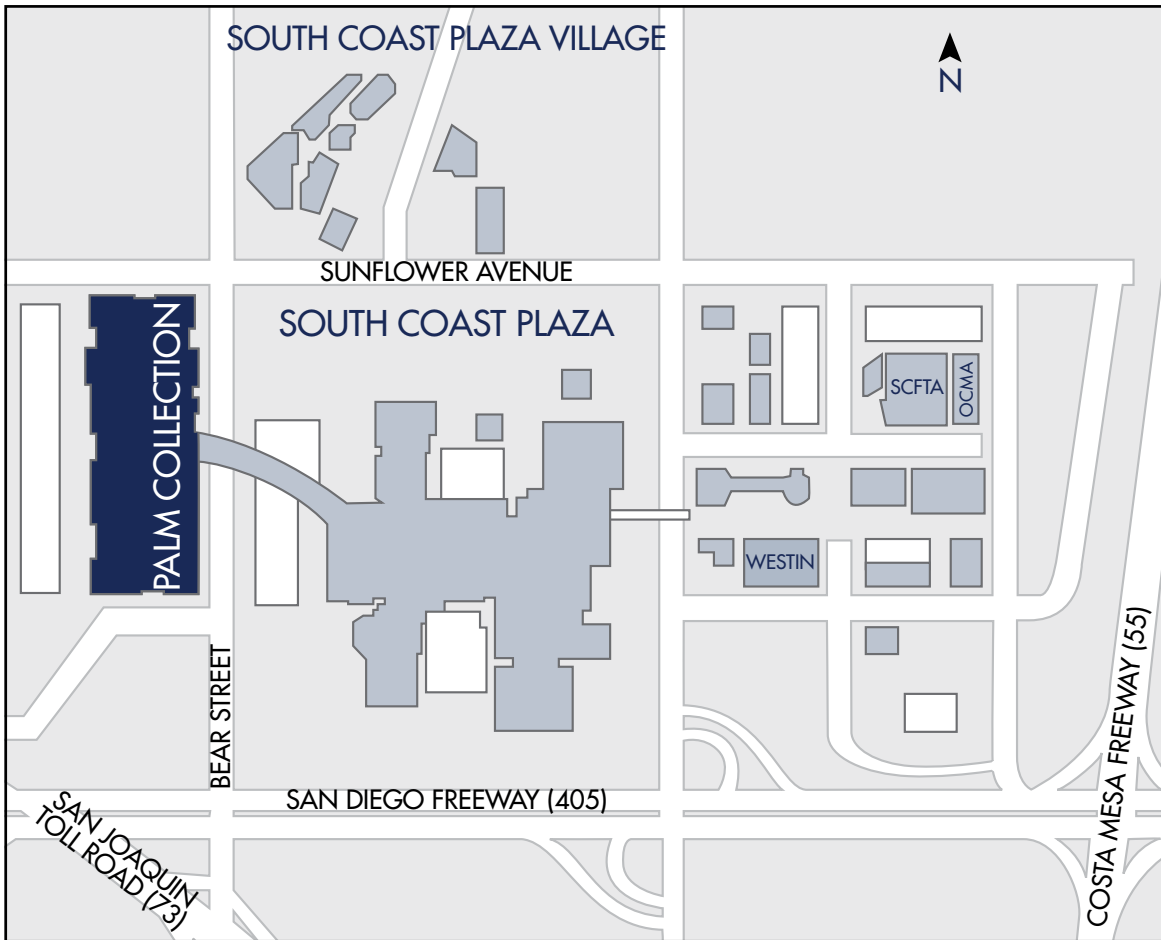 SOUTH COAST PLAZA VILLAGE
N
SUNFLOWER AVENUE
SOUTH COAST PLAZA
PALM COLLECTION
SCFTA
OCMA
WESTIN
BEAR STREET
COSTA MESA FREEWAY (55)
SAN DIEGO FREEWAY (405)
SAN JOAQUIN
TOLL ROAD (73)